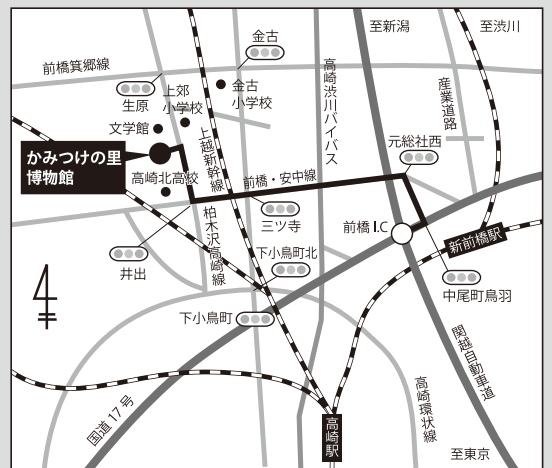 至新潟
至渋川
金古
前橋箕郷線
生原
上郊
小学校
金古
小学校
高崎渋川バイパス
産業道路
文学館
上越新幹線
元総社西
かみつけの里
博物館
高崎北高校
前橋・安中線
柏木沢高崎線
三ツ寺
前橋I.C
新前橋駅
井出
下小鳥町北
中尾町鳥羽
下小鳥町
関越自動車道
国道17号
高崎駅
高崎環状線
至東京